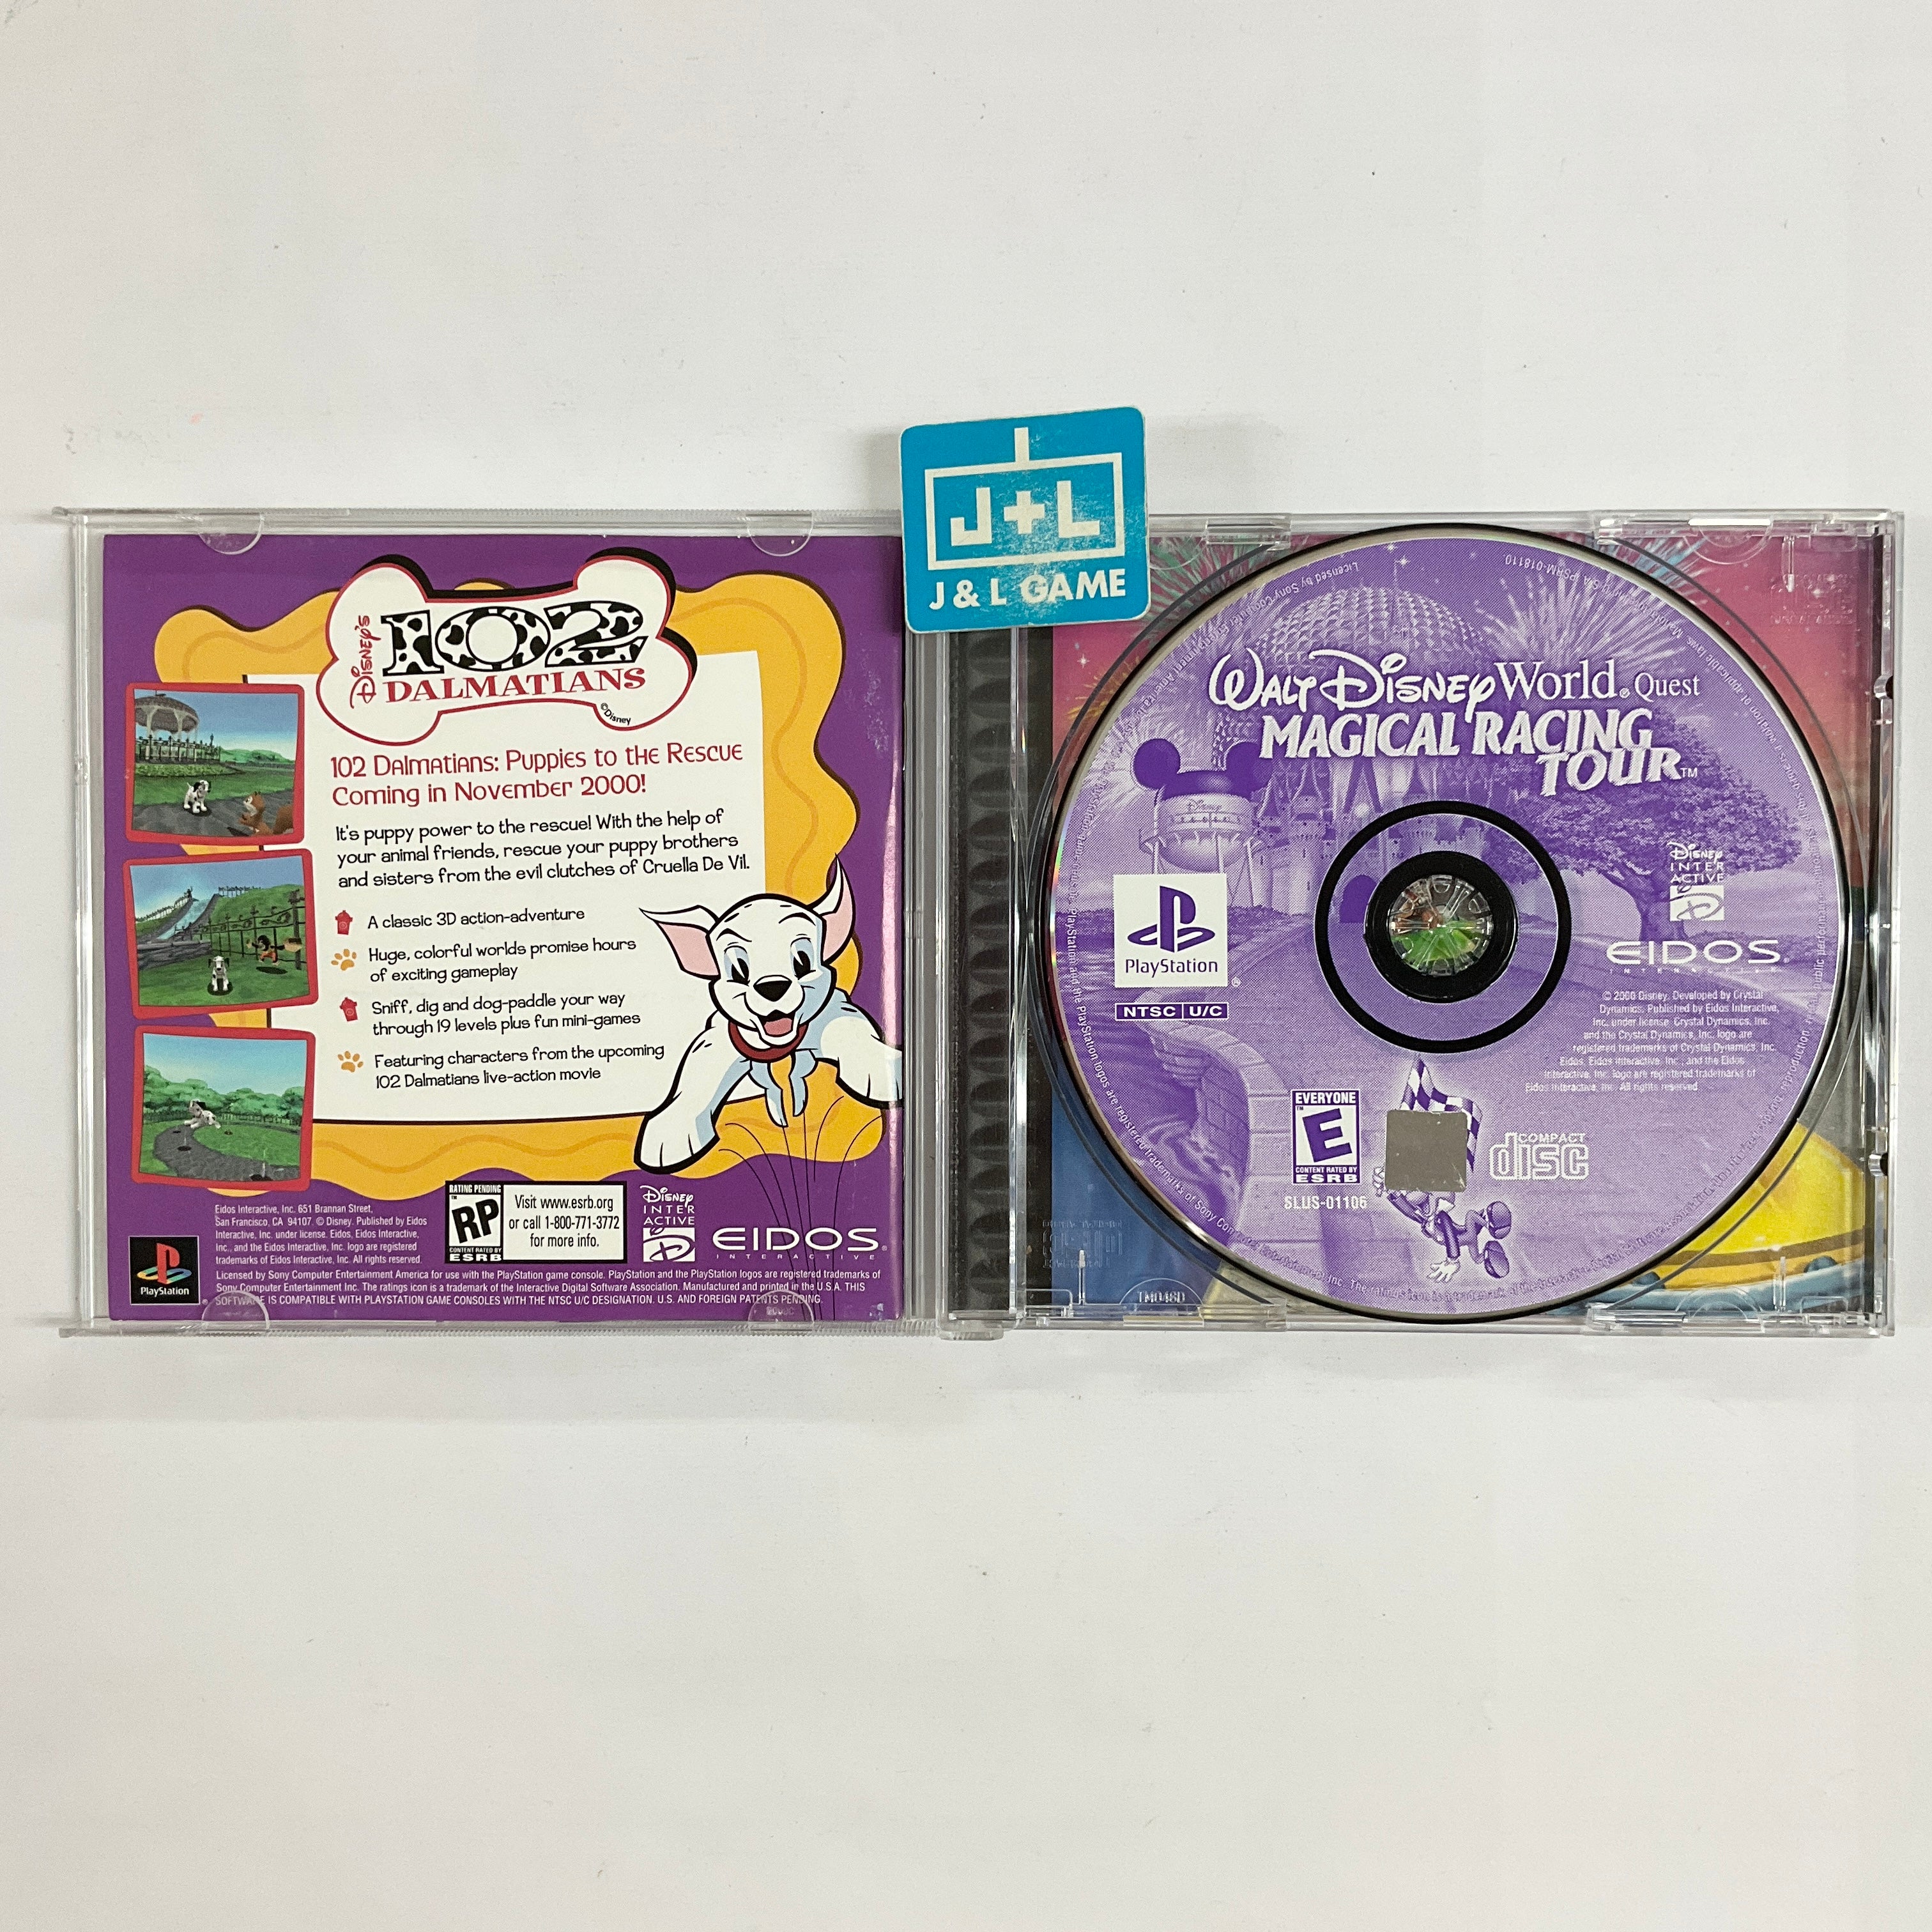 J+L
J & L GAME
DISNEY'S
102
DALMATIANS
©Disney
102 Dalmatians: Puppies to the Rescue
Coming in November 2000!
It's puppy power to the rescue! With the help of
your animal friends, rescue your puppy brothers
and sisters from the evil clutches of Cruella De Vil.
A classic 3D action-adventure
Huge, colorful worlds promise hours
of exciting gameplay
Sniff, dig and dog-paddle your way
through 19 levels plus fun mini-games
Featuring characters from the upcoming
102 Dalmatians live-action movie
Eidos Interactive, Inc. 651 Brannan Street,
San Francisco, CA 94107. © Disney. Published by Eidos
Interactive, Inc. under license. Eidos, Eidos Interactive,
Inc., and the Eidos Interactive, Inc. logo are registered
trademarks of Eidos Interactive, Inc. All rights reserved.
RATING PENDING
RP
CONTENT RATED BY
ESRB
Visit www.esrb.org
or call 1-800-771-3772
for more info.
DISNEY
INTER
ACTIVE
EIDOS
INTERACTIVE
PlayStation
Licensed by Sony Computer Entertainment America for use with the PlayStation game console. PlayStation and the PlayStation logos are registered trademarks of
Sony Computer Entertainment Inc. The ratings icon is a trademark of the Interactive Digital Software Association. Manufactured and printed in the U.S.A. THIS
SOFTWARE IS COMPATIBLE WITH PLAYSTATION GAME CONSOLES WITH THE NTSC U/C DESIGNATION. U.S. AND FOREIGN PATENTS PENDING.
WALT DISNEY World® Quest
MAGICAL RACING
TOUR™
PlayStation
®
NTSC U/C
DISNEY
INTER
ACTIVE
EIDOS
INTERACTIVE
© 2000 Disney. Developed by Crystal
Dynamics. Published by Eidos Interactive,
Inc. under license. Crystal Dynamics, Inc.
and the Crystal Dynamics, Inc. logo are
registered trademarks of Crystal Dynamics, Inc.
Eidos, Eidos Interactive, Inc., and the Eidos
Interactive, Inc. logo are registered trademarks of
Eidos Interactive, Inc. All rights reserved.
EVERYONE
E
CONTENT RATED BY
ESRB
SLUS-01106
COMPACT
disc